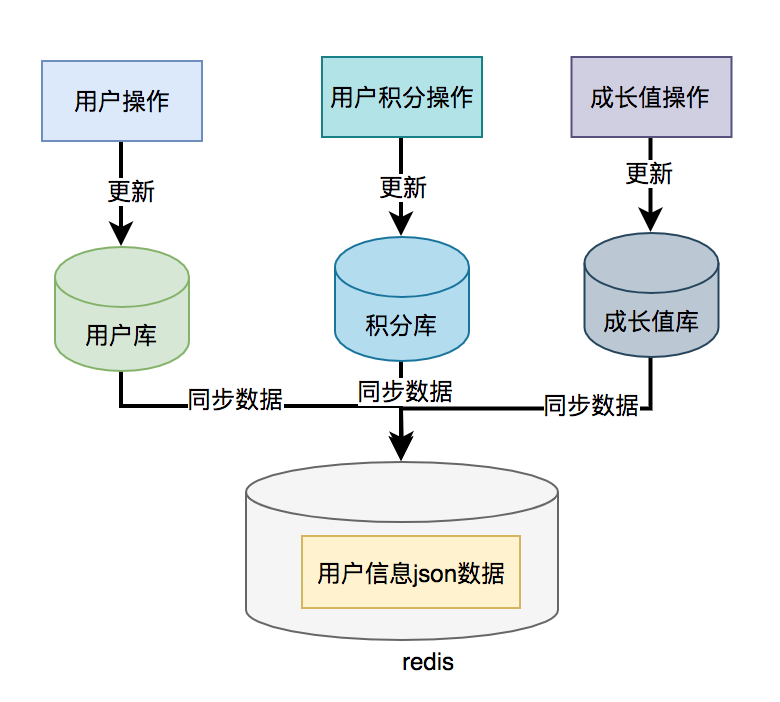 用户操作
用户积分操作
成长值操作
更新
更新
更新
用户库
积分库
成长值库
同步数据
同步数据
同步数据
用户信息json数据
redis